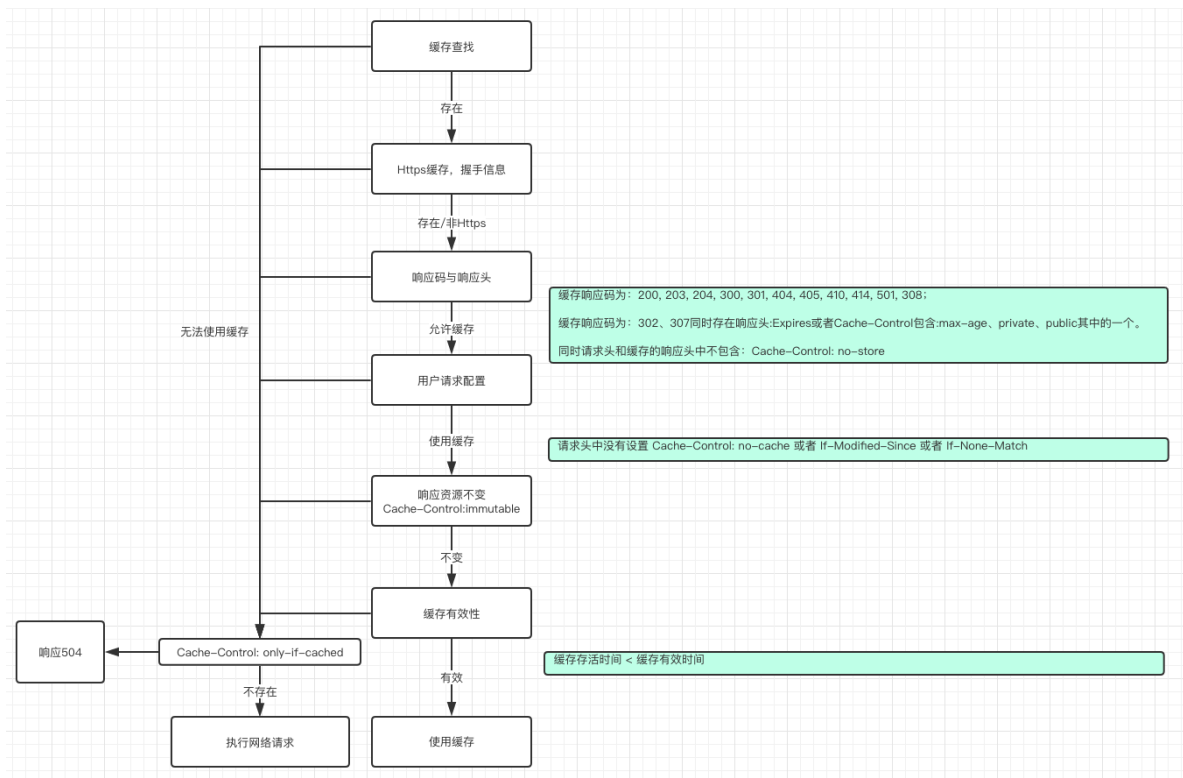 缓存查找
存在
Https缓存，握手信息
存在/非Https
响应码与响应头
缓存响应码为：200, 203, 204, 300, 301, 404, 405, 410, 414, 501, 308;
缓存响应码为：302、307同时存在响应头:Expires或者Cache-Control包含:max-age、private、public其中的一个。
同时请求头和缓存的响应头中不包含：Cache-Control: no-store
无法使用缓存
允许缓存
用户请求配置
使用缓存
请求头中没有设置 Cache-Control: no-cache 或者 If-Modified-Since 或者 If-None-Match
响应资源不变
Cache-Control:immutable
不变
缓存有效性
响应504
Cache-Control: only-if-cached
缓存存活时间 < 缓存有效时间
有效
不存在
执行网络请求
使用缓存